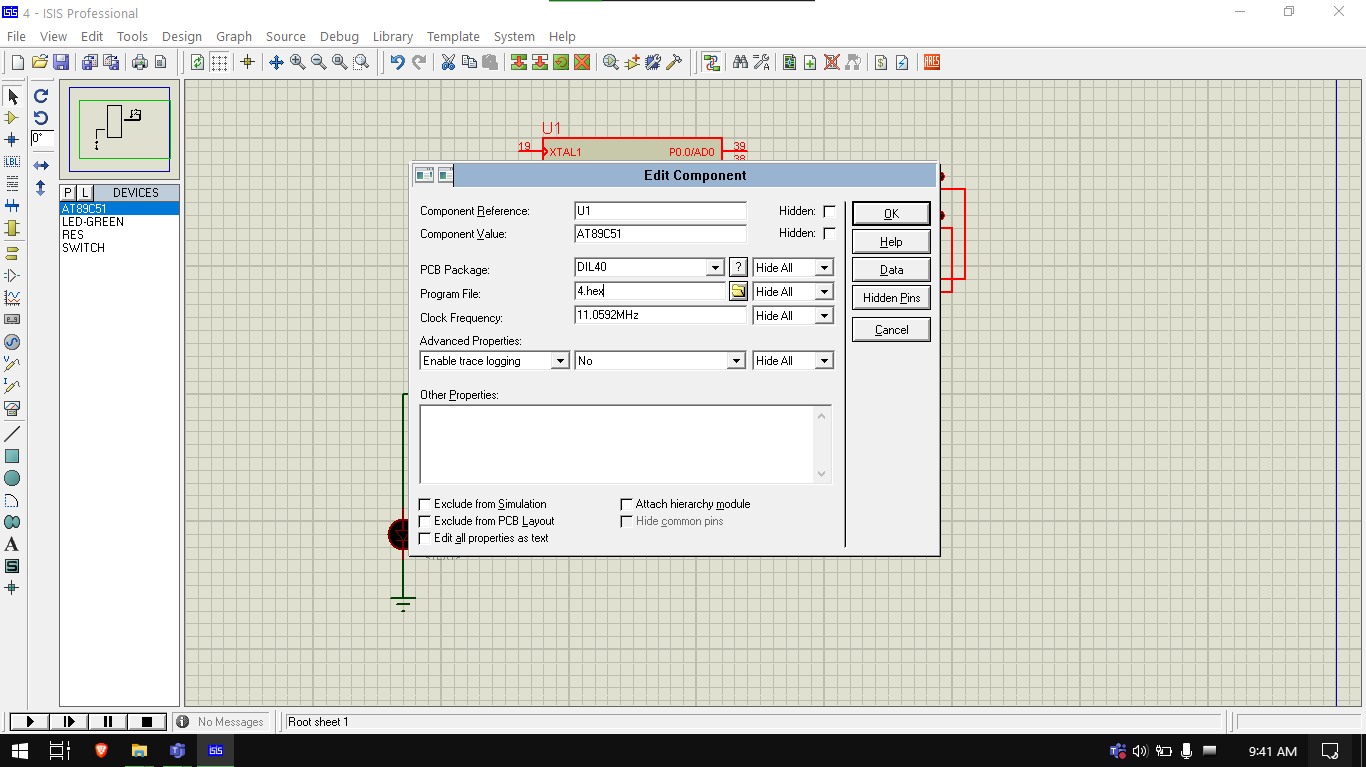 isis 4 - ISIS Professional
File View Edit Tools Design Graph Source Debug Library Template System Help
ARES
0°
LBL
P L DEVICES
AT89C51
LED-GREEN
RES
SWITCH
U1
19 XTAL1 P0.0/AD0 39
38
Edit Component
Component Reference: U1 Hidden: OK
Component Value: AT89C51 Hidden: Help
PCB Package: DIL40 ? Hide All Data
Program File: 4.hex Hide All Hidden Pins
Clock Frequency: 11.0592MHz Hide All Cancel
Advanced Properties:
Enable trace logging No Hide All
Other Properties:
Exclude from Simulation Attach hierarchy module
Exclude from PCB Layout Hide common pins
Edit all properties as text
A
S
No Messages Root sheet 1
isis 9:41 AM